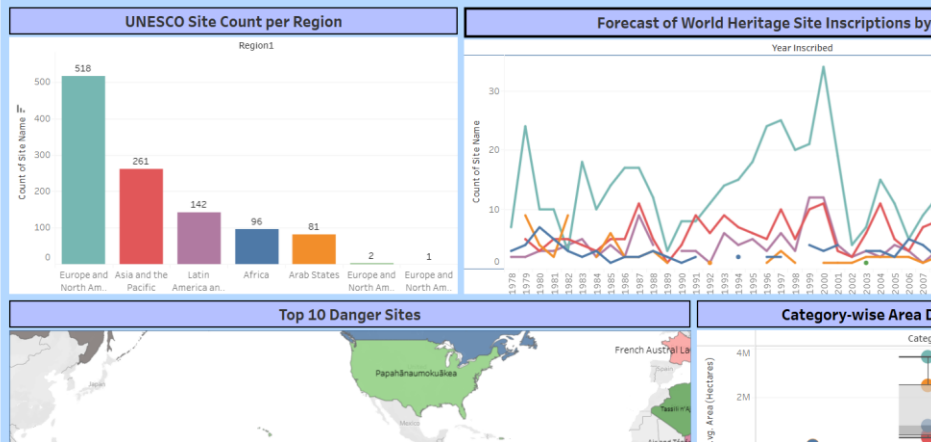 UNESCO Site Count per Region
Region1
Count of Site Name
500
400
300
200
100
0
518
261
142
96
81
2
1
Europe and North Am..
Asia and the Pacific
Latin America an..
Africa
Arab States
Europe and North Am..
Europe and North Am..
Forecast of World Heritage Site Inscriptions by
Year Inscribed
Count of Site Name
30
20
10
0
1978
1979
1980
1981
1982
1983
1984
1985
1986
1987
1988
1989
1990
1991
1992
1993
1994
1995
1996
1997
1998
1999
2000
2001
2002
2003
2004
2005
2006
2007
Top 10 Danger Sites
Japan
Papahānaumokuākea
Mexico
French Austral La
Spain
Category-wise Area D
Categ
vg. Area (Hectares)
4M
2M